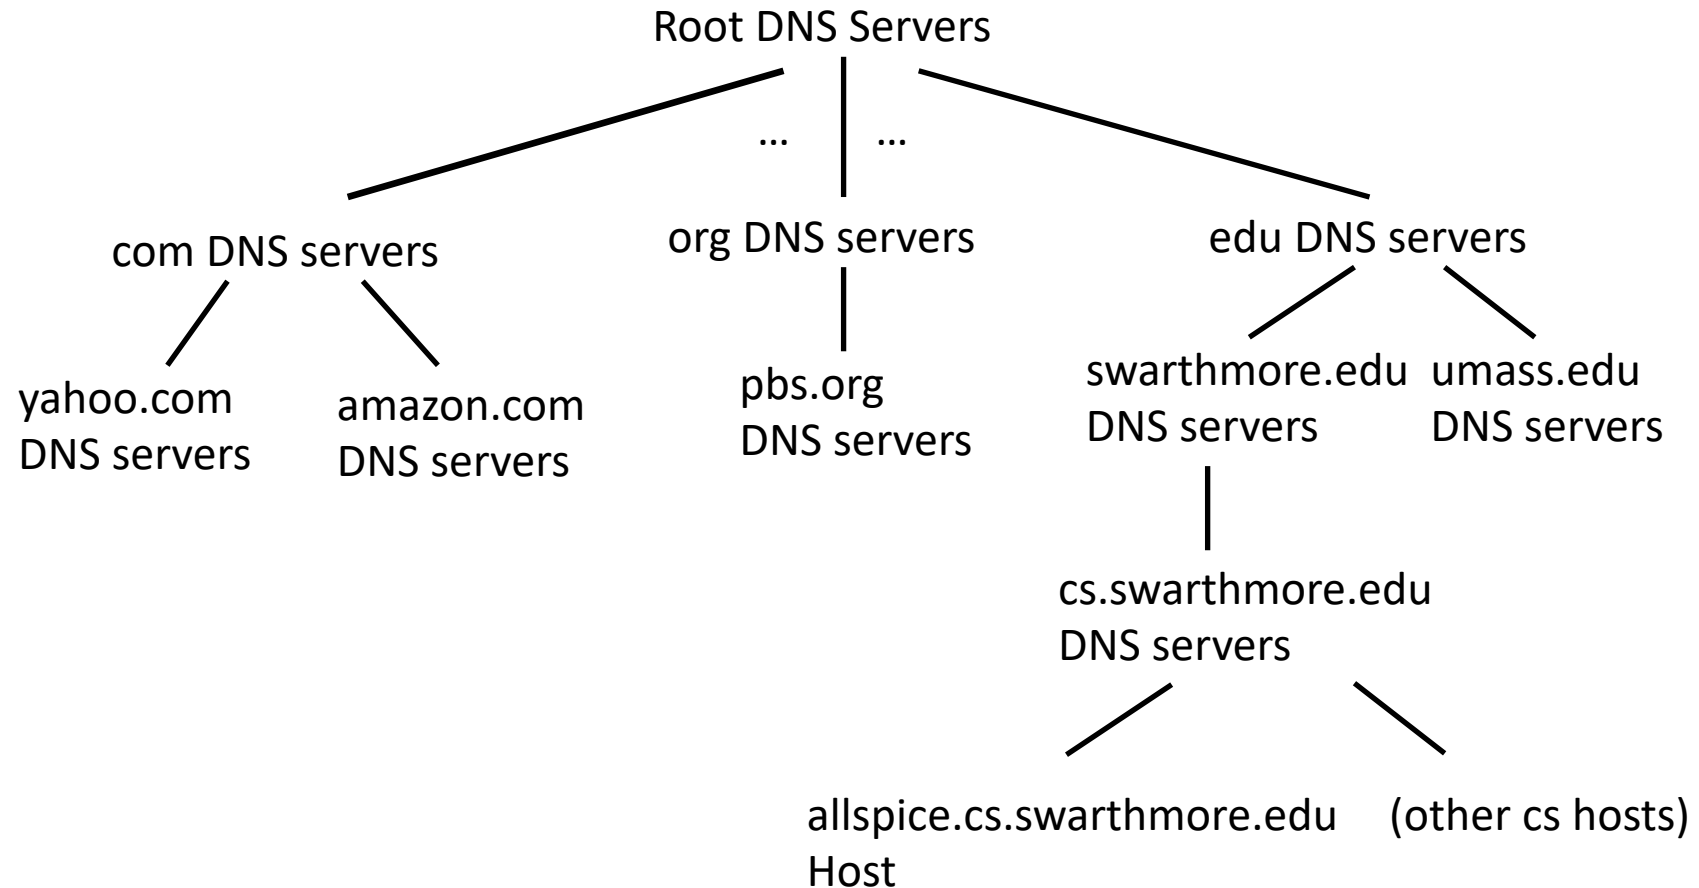 Root DNS Servers
... ...
com DNS servers
org DNS servers
edu DNS servers
yahoo.com
DNS servers
amazon.com
DNS servers
pbs.org
DNS servers
swarthmore.edu
DNS servers
umass.edu
DNS servers
cs.swarthmore.edu
DNS servers
allspice.cs.swarthmore.edu
Host
(other cs hosts)